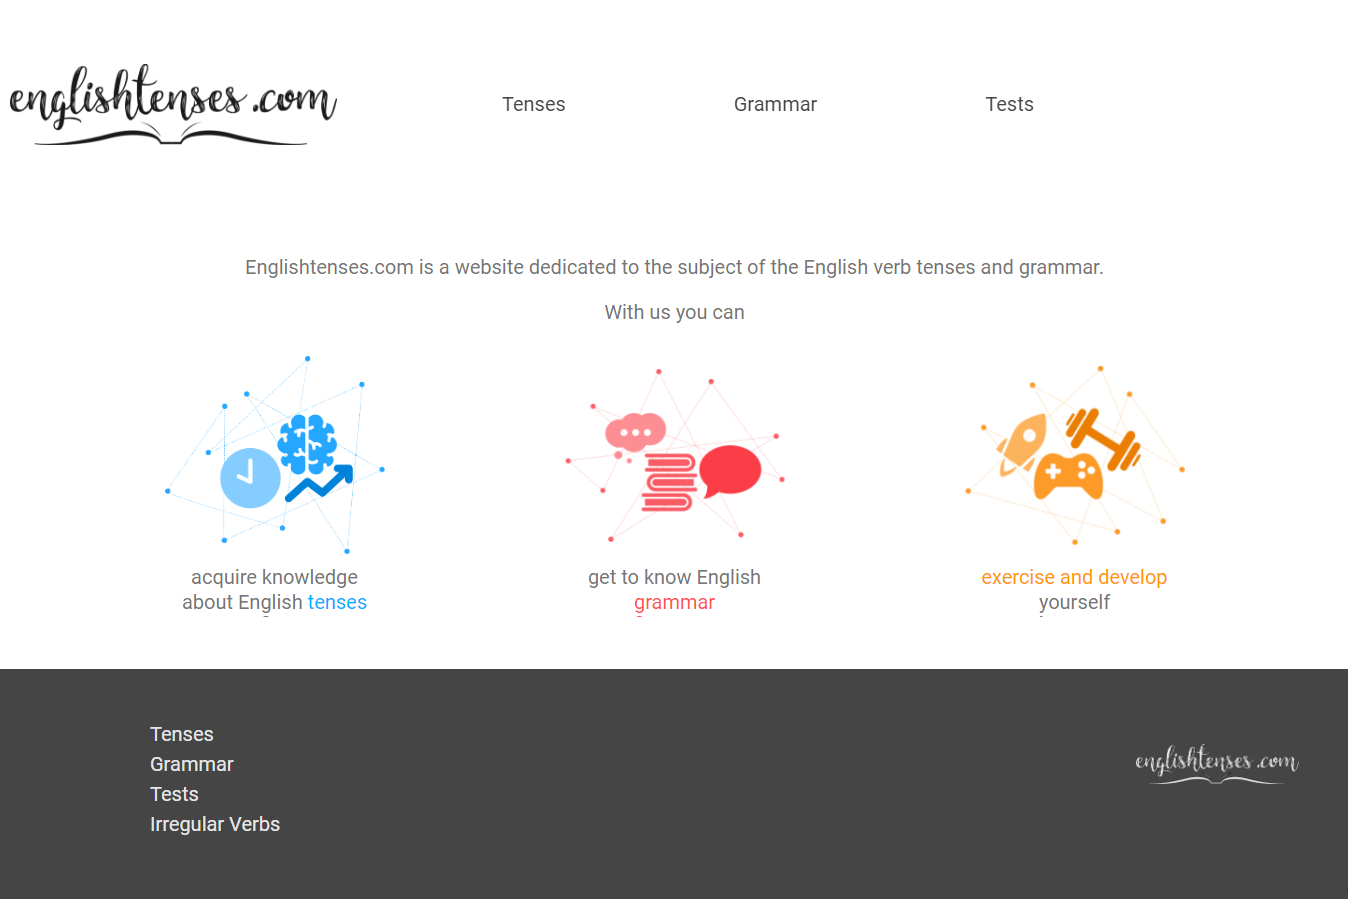 englishtenses.com
Tenses
Grammar
Tests
Englishtenses.com is a website dedicated to the subject of the English verb tenses and grammar.
With us you can
acquire knowledge
about English tenses
get to know English
grammar
exercise and develop
yourself
Tenses
Grammar
Tests
Irregular Verbs
englishtenses.com